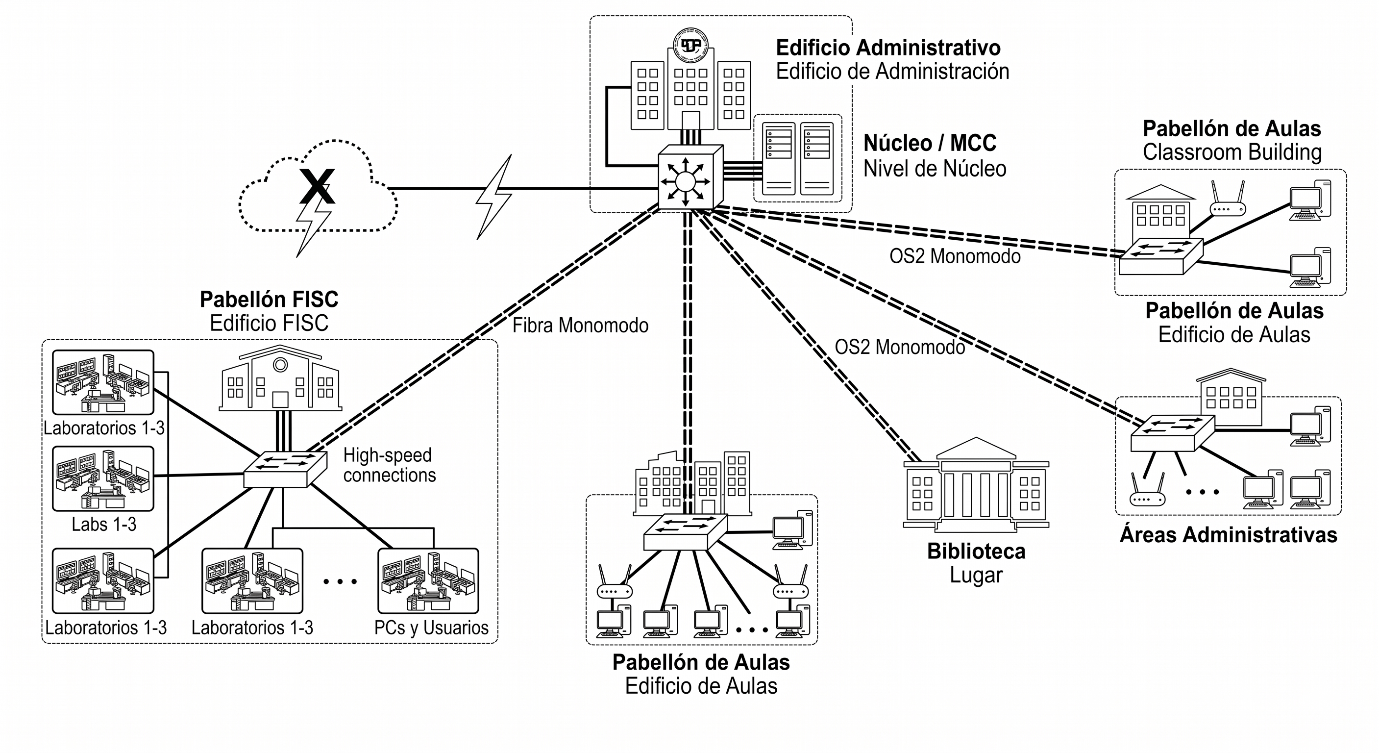 Edificio Administrativo
Edificio de Administración
Núcleo / MCC
Nivel de Núcleo
X
Pabellón de Aulas
Classroom Building
OS2 Monomodo
Pabellón de Aulas
Edificio de Aulas
Pabellón FISC
Edificio FISC
Fibra Monomodo
OS2 Monomodo
Laboratorios 1-3
High-speed
connections
Labs 1-3
Laboratorios 1-3
Laboratorios 1-3
PCs y Usuarios
Biblioteca
Lugar
Áreas Administrativas
Pabellón de Aulas
Edificio de Aulas